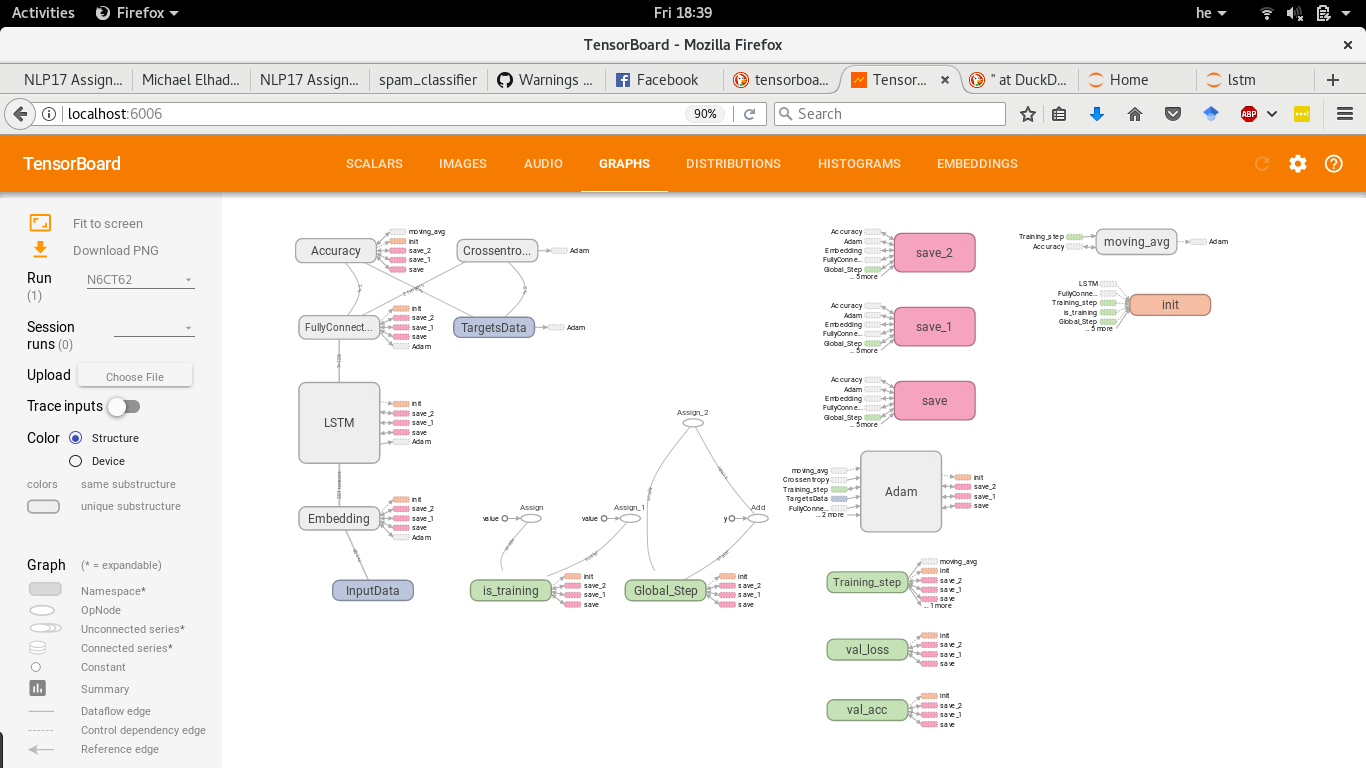 Activities Firefox Fri 18:39 he
TensorBoard - Mozilla Firefox
NLP17 Assign... Michael Elhad... NLP17 Assign... spam_classifier Warnings ... Facebook tensorboa... Tensor... " at DuckD... Home lstm
localhost:6006 90% Search ABP
TensorBoard SCALARS IMAGES AUDIO GRAPHS DISTRIBUTIONS HISTOGRAMS EMBEDDINGS
Fit to screen
Download PNG
Run (1) N6CT62
Session runs (0)
Upload Choose File
Trace inputs
Color Structure
Device
colors same substructure
unique substructure
Graph (* = expandable)
Namespace*
OpNode
Unconnected series*
Connected series*
Constant
Summary
Dataflow edge
Control dependency edge
Reference edge
Accuracy
moving_avg
init
save_2
save_1
save
Crossentro...
Adam
FullyConnect...
init
save_2
save_1
save
Adam
TargetsData
Adam
LSTM
init
save_2
save_1
save
Adam
Embedding
init
save_2
save_1
save
Adam
InputData
Assign
value
Assign_1
value
Assign_2
Add
y
is_training
init
save_2
save_1
save
Global_Step
init
save_2
save_1
save
Accuracy
Adam
Embedding
FullyConne...
Global_Step
... 5 more
save_2
Accuracy
Adam
Embedding
FullyConne...
Global_Step
... 5 more
save_1
Accuracy
Adam
Embedding
FullyConne...
Global_Step
... 5 more
save
moving_avg
Crossentropy
Training_step
TargetsData
FullyConne...
... 2 more
Adam
init
save_2
save_1
save
Training_step
moving_avg
init
save_2
save_1
save
... 1 more
val_loss
init
save_2
save_1
save
val_acc
init
save_2
save_1
save
Training_step
Accuracy
moving_avg
Adam
LSTM
FullyConne...
Training_step
is_training
Global_Step
... 5 more
init